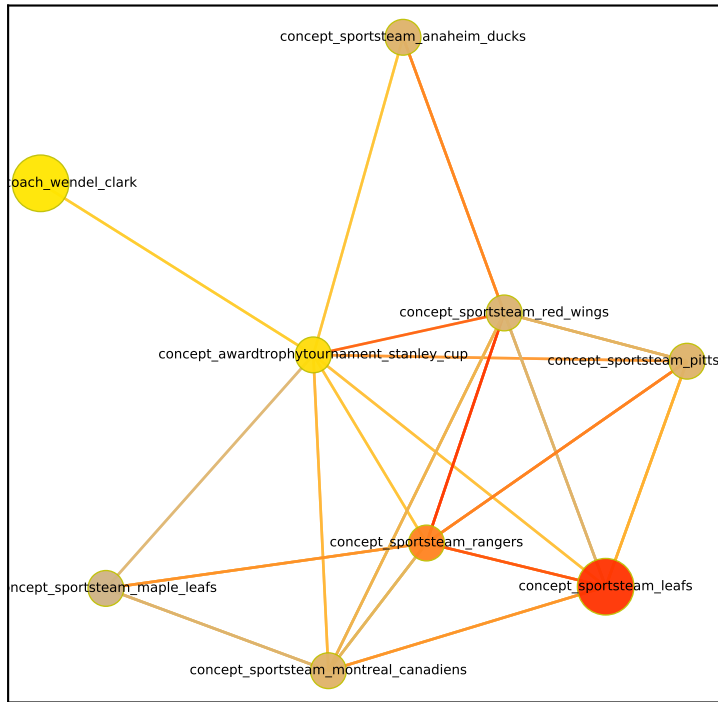 concept_sportsteam_anaheim_ducks
coach_wendel_clark
concept_sportsteam_red_wings
concept_awardtrophytournament_stanley_cup
concept_sportsteam_pitts
concept_sportsteam_rangers
oncept_sportsteam_maple_leafs
concept_sportsteam_leafs
concept_sportsteam_montreal_canadiens